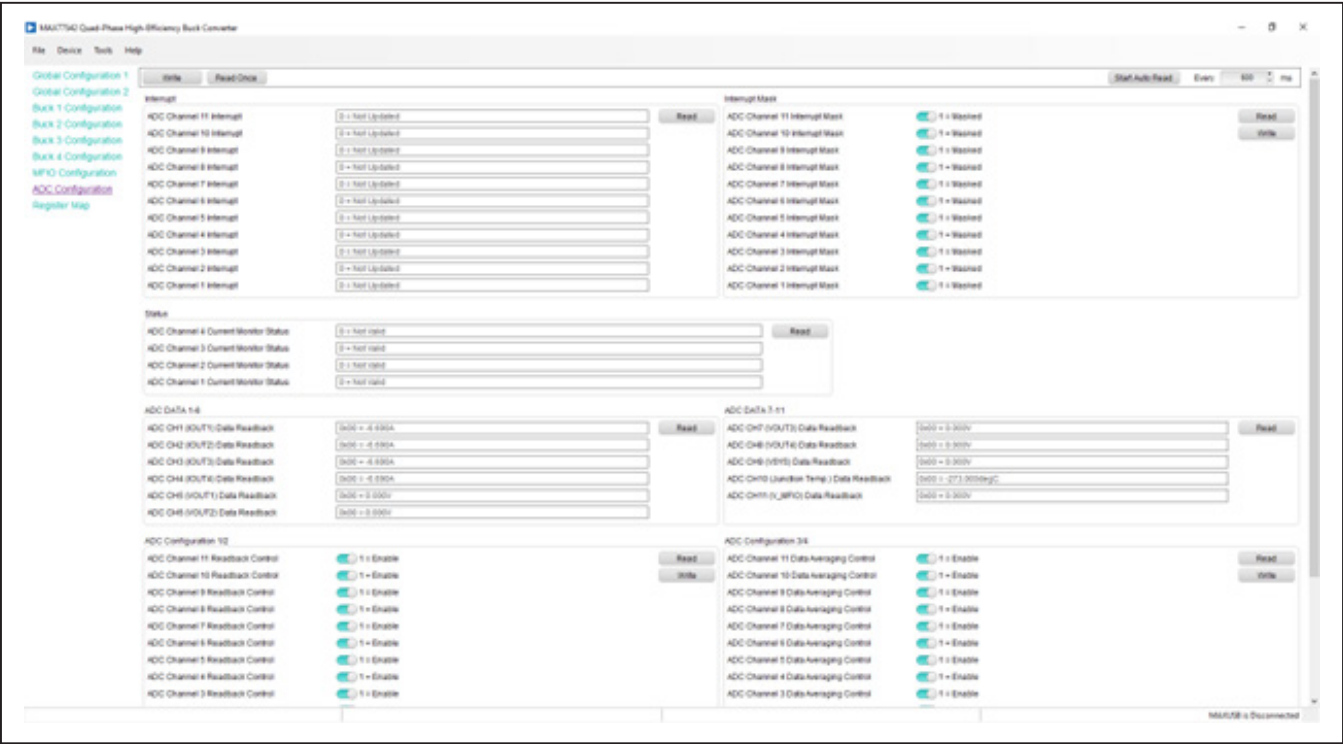 MAX77542 Quad-Phase High-Efficiency Buck Converter
File Device Tools Help
Global Configuration 1
Global Configuration 2
Buck 1 Configuration
Buck 2 Configuration
Buck 3 Configuration
Buck 4 Configuration
MFIO Configuration
ADC Configuration
Register Map
Write Read Once Start Auto Read Every 500 ms
Interrupt
ADC Channel 11 Interrupt 0 = Not Updated Read
ADC Channel 10 Interrupt 0 = Not Updated
ADC Channel 9 Interrupt 0 = Not Updated
ADC Channel 8 Interrupt 0 = Not Updated
ADC Channel 7 Interrupt 0 = Not Updated
ADC Channel 6 Interrupt 0 = Not Updated
ADC Channel 5 Interrupt 0 = Not Updated
ADC Channel 4 Interrupt 0 = Not Updated
ADC Channel 3 Interrupt 0 = Not Updated
ADC Channel 2 Interrupt 0 = Not Updated
ADC Channel 1 Interrupt 0 = Not Updated
Interrupt Mask
ADC Channel 11 Interrupt Mask 1 = Masked Read
ADC Channel 10 Interrupt Mask 1 = Masked Write
ADC Channel 9 Interrupt Mask 1 = Masked
ADC Channel 8 Interrupt Mask 1 = Masked
ADC Channel 7 Interrupt Mask 1 = Masked
ADC Channel 6 Interrupt Mask 1 = Masked
ADC Channel 5 Interrupt Mask 1 = Masked
ADC Channel 4 Interrupt Mask 1 = Masked
ADC Channel 3 Interrupt Mask 1 = Masked
ADC Channel 2 Interrupt Mask 1 = Masked
ADC Channel 1 Interrupt Mask 1 = Masked
Status
ADC Channel 4 Current Monitor Status 0 = Not Valid Read
ADC Channel 3 Current Monitor Status 0 = Not Valid
ADC Channel 2 Current Monitor Status 0 = Not Valid
ADC Channel 1 Current Monitor Status 0 = Not Valid
ADC DATA 1-6
ADC CH1 (IOUT1) Data Readback 0x00 = -6.690A Read
ADC CH2 (IOUT2) Data Readback 0x00 = -6.690A
ADC CH3 (IOUT3) Data Readback 0x00 = -6.690A
ADC CH4 (IOUT4) Data Readback 0x00 = -6.690A
ADC CH5 (VOUT1) Data Readback 0x00 = 0.000V
ADC CH6 (VOUT2) Data Readback 0x00 = 0.000V
ADC DATA 7-11
ADC CH7 (VOUT3) Data Readback 0x00 = 0.000V Read
ADC CH8 (VOUT4) Data Readback 0x00 = 0.000V
ADC CH9 (VSYS) Data Readback 0x00 = 0.000V
ADC CH10 (Junction Temp.) Data Readback 0x00 = -273.000degC
ADC CH11 (V_MFIO) Data Readback 0x00 = 0.000V
ADC Configuration 1/2
ADC Channel 11 Readback Control 1 = Enable Read
ADC Channel 10 Readback Control 1 = Enable Write
ADC Channel 9 Readback Control 1 = Enable
ADC Channel 8 Readback Control 1 = Enable
ADC Channel 7 Readback Control 1 = Enable
ADC Channel 6 Readback Control 1 = Enable
ADC Channel 5 Readback Control 1 = Enable
ADC Channel 4 Readback Control 1 = Enable
ADC Channel 3 Readback Control 1 = Enable
ADC Configuration 3/4
ADC Channel 11 Data Averaging Control 1 = Enable Read
ADC Channel 10 Data Averaging Control 1 = Enable Write
ADC Channel 9 Data Averaging Control 1 = Enable
ADC Channel 8 Data Averaging Control 1 = Enable
ADC Channel 7 Data Averaging Control 1 = Enable
ADC Channel 6 Data Averaging Control 1 = Enable
ADC Channel 5 Data Averaging Control 1 = Enable
ADC Channel 4 Data Averaging Control 1 = Enable
ADC Channel 3 Data Averaging Control 1 = Enable
MAXUSB is Disconnected